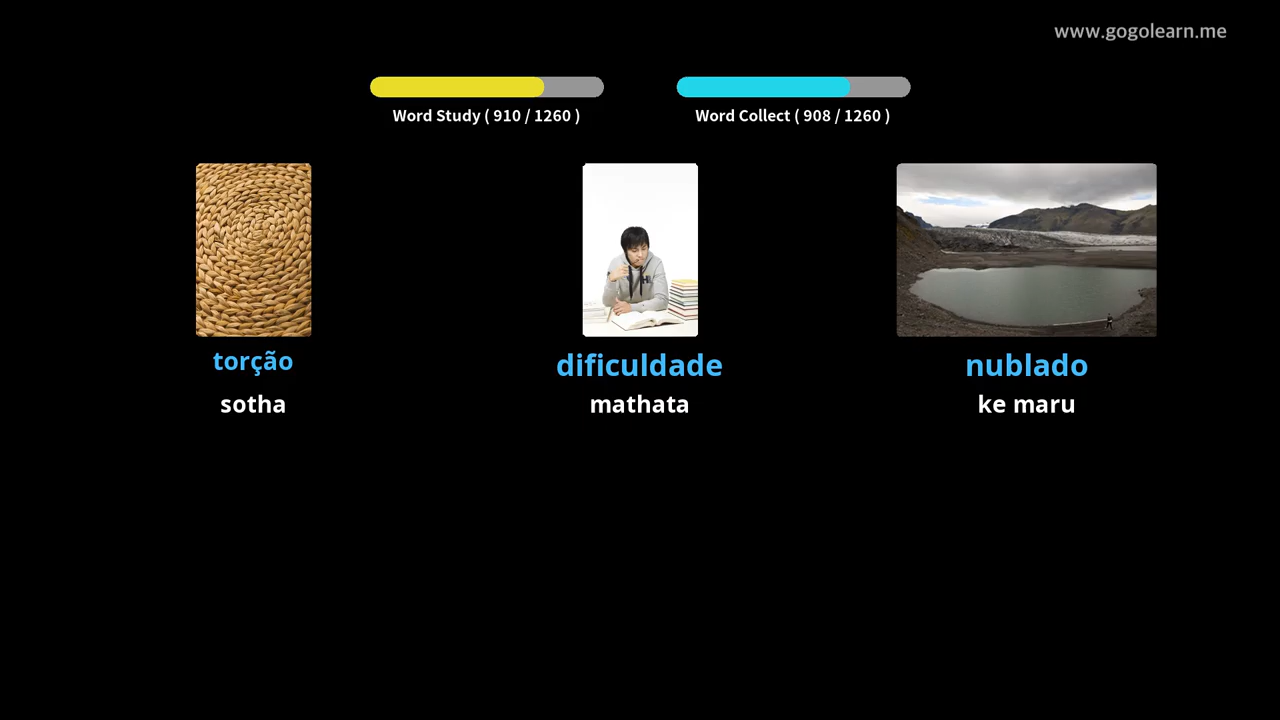 www.gogolearn.me
Word Study ( 910 / 1260 )
Word Collect ( 908 / 1260 )
torção
dificuldade
nublado
sotha
mathata
ke maru